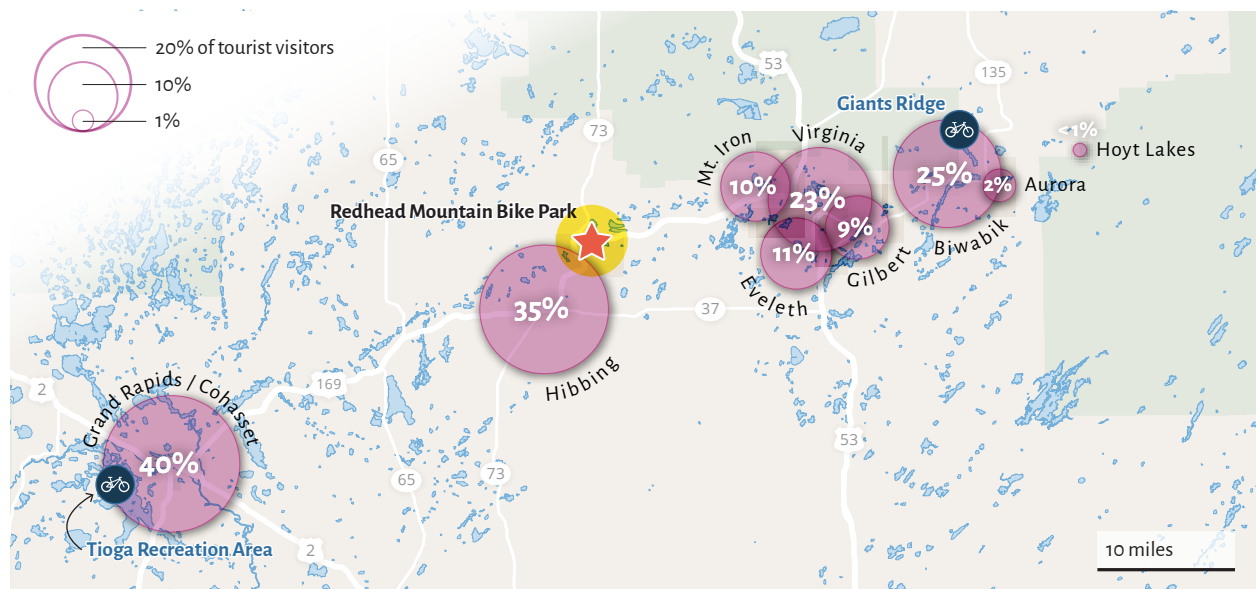 20% of tourist visitors
10%
1%
53
135
Giants Ridge
73
65
Mt. Iron
Virginia
<1%
Hoyt Lakes
10%
23%
25%
2%
Aurora
Redhead Mountain Bike Park
9%
11%
Biwabik
Gilbert
Eveleth
35%
37
Hibbing
2
169
Grand Rapids / Cohasset
53
40%
65
73
Tioga Recreation Area
2
10 miles